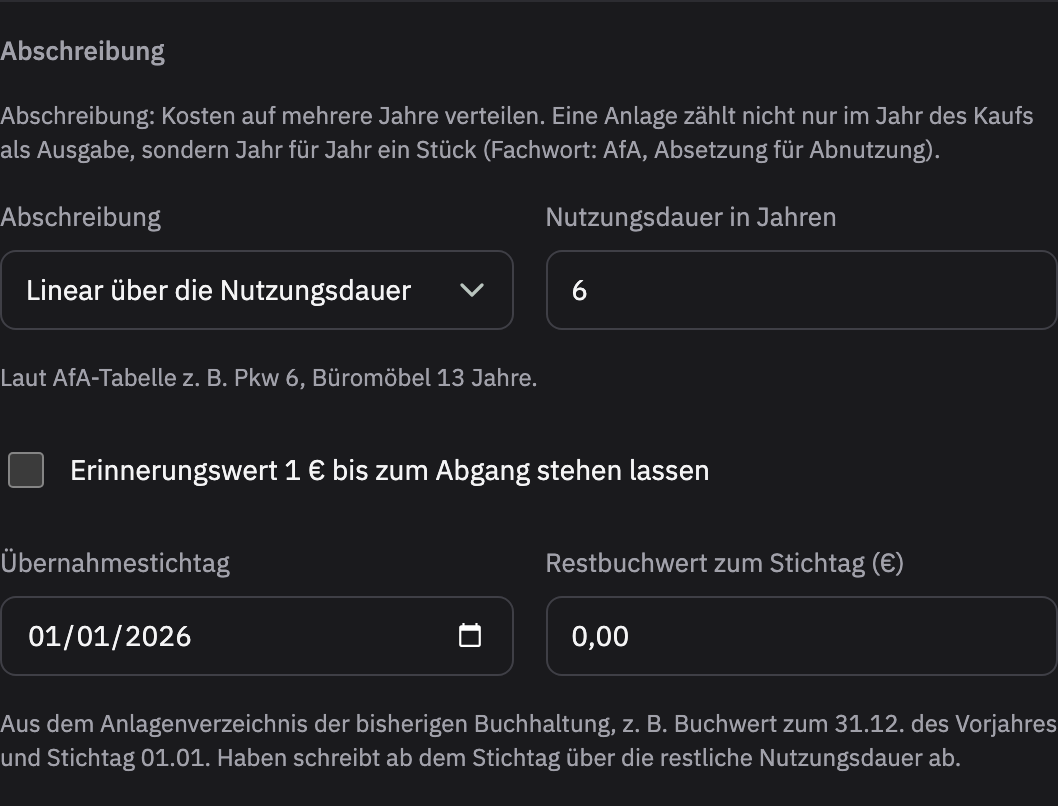 Abschreibung
Abschreibung: Kosten auf mehrere Jahre verteilen. Eine Anlage zählt nicht nur im Jahr des Kaufs
als Ausgabe, sondern Jahr für Jahr ein Stück (Fachwort: AfA, Absetzung für Abnutzung).
Abschreibung
Nutzungsdauer in Jahren
Linear über die Nutzungsdauer
6
Laut AfA-Tabelle z. B. Pkw 6, Büromöbel 13 Jahre.
Erinnerungswert 1 € bis zum Abgang stehen lassen
Übernahmestichtag
Restbuchwert zum Stichtag (€)
01/01/2026
0,00
Aus dem Anlagenverzeichnis der bisherigen Buchhaltung, z. B. Buchwert zum 31.12. des Vorjahres
und Stichtag 01.01. Haben schreibt ab dem Stichtag über die restliche Nutzungsdauer ab.